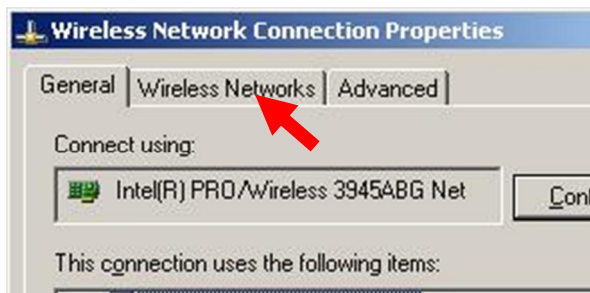 Wireless Network Connection Properties
General Wireless Networks Advanced
Connect using:
Intel(R) PRO/Wireless 3945ABG Net
This connection uses the following items: